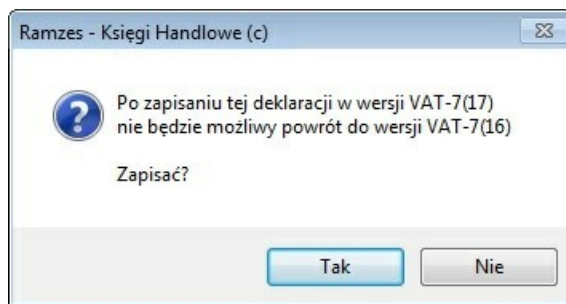 Ramzes - Księgi Handlowe (c)
Po zapisaniu tej deklaracji w wersji VAT-7(17)
nie będzie możliwy powrót do wersji VAT-7(16)
Zapisać?
Tak
Nie